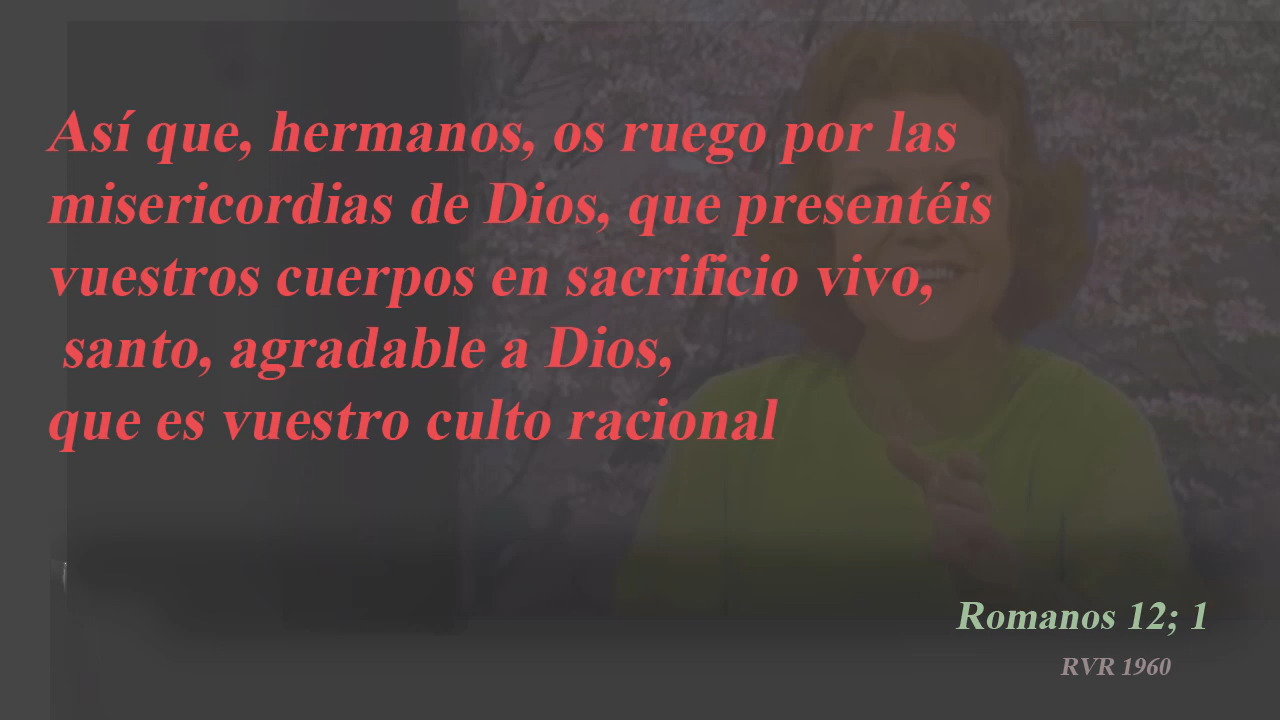 Así que, hermanos, os ruego por las
misericordias de Dios, que presentéis
vuestros cuerpos en sacrificio vivo,
santo, agradable a Dios,
que es vuestro culto racional
Romanos 12; 1
RVR 1960